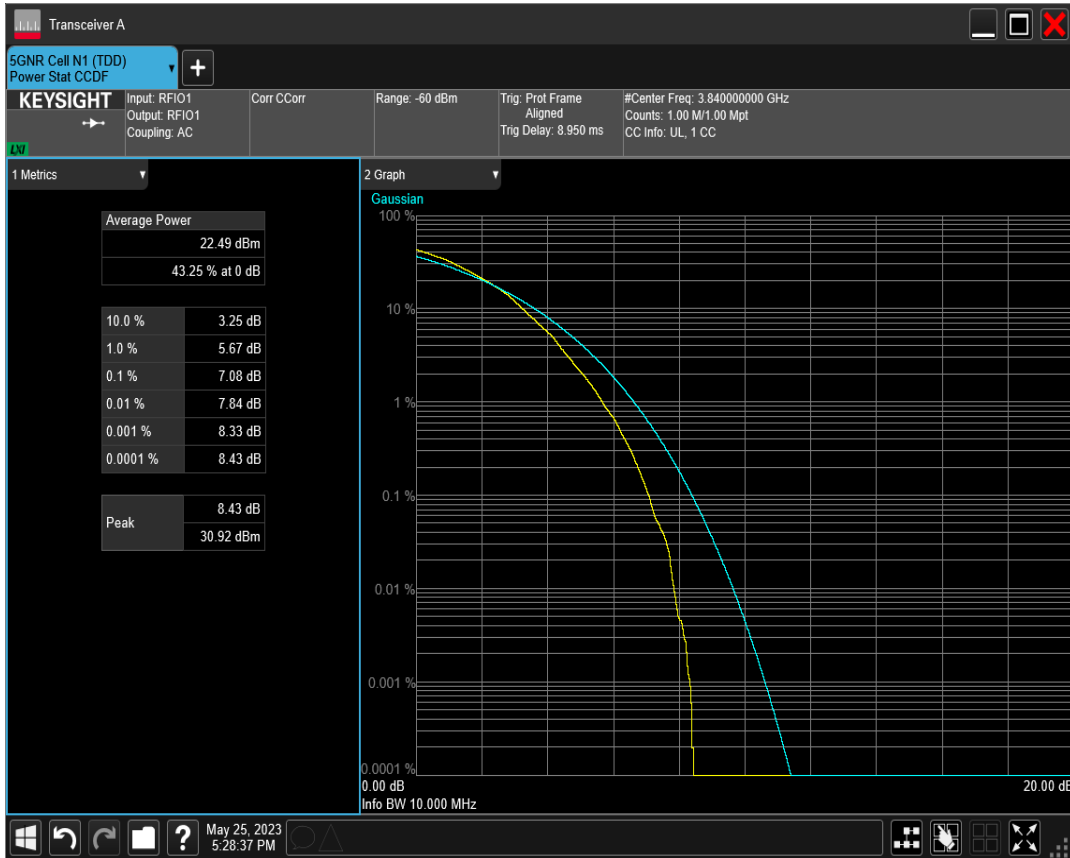 Transceiver A
5GNR Cell N1 (TDD)
Power Stat CCDF
+
KEYSIGHT
LXI
Input: RFIO1
Output: RFIO1
Coupling: AC
Corr CCorr
Range: -60 dBm
Trig: Prot Frame
Aligned
Trig Delay: 8.950 ms
#Center Freq: 3.840000000 GHz
Counts: 1.00 M/1.00 Mpt
CC Info: UL, 1 CC
1 Metrics
Average Power
22.49 dBm
43.25 % at 0 dB
10.0 % 3.25 dB
1.0 % 5.67 dB
0.1 % 7.08 dB
0.01 % 7.84 dB
0.001 % 8.33 dB
0.0001 % 8.43 dB
Peak
8.43 dB
30.92 dBm
2 Graph
Gaussian
100 %
10 %
1 %
0.1 %
0.01 %
0.001 %
0.0001 %
0.00 dB
20.00 dB
Info BW 10.000 MHz
?
May 25, 2023
5:28:37 PM